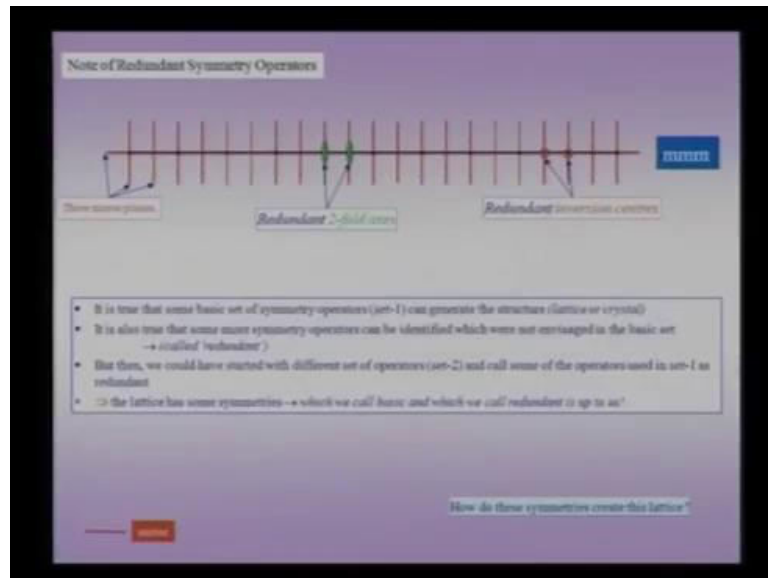 Note of Redundant Symmetry Operators
mmm
Three mirror planes
Redundant 2-fold axes
Redundant inversion centres
• It is true that some basic set of symmetry operators (set-1) can generate the structure (lattice or crystal)
• It is also true that some more symmetry operators can be identified which were not envisaged in the basic set
→ (called 'redundant')
• But then, we could have started with different set of operators (set-2) and call some of the operators used in set-1 as
redundant
• ⇒ the lattice has some symmetries → which we call basic and which we call redundant is up to us!
How do these symmetries create this lattice?